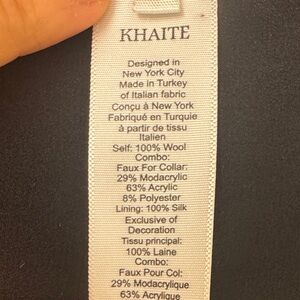 KHAITE
Designed in
New York City
Made in Turkey
of Italian fabric
Conçu à New York
Fabriqué en Turquie
à partir de tissu
Italien
Self: 100% Wool
Combo:
Faux For Collar:
29% Modacrylic
63% Acrylic
8% Polyester
Lining: 100% Silk
Exclusive of
Decoration
Tissu principal:
100% Laine
Combo:
Faux Pour Col:
29% Modacrylique
63% Acrylique